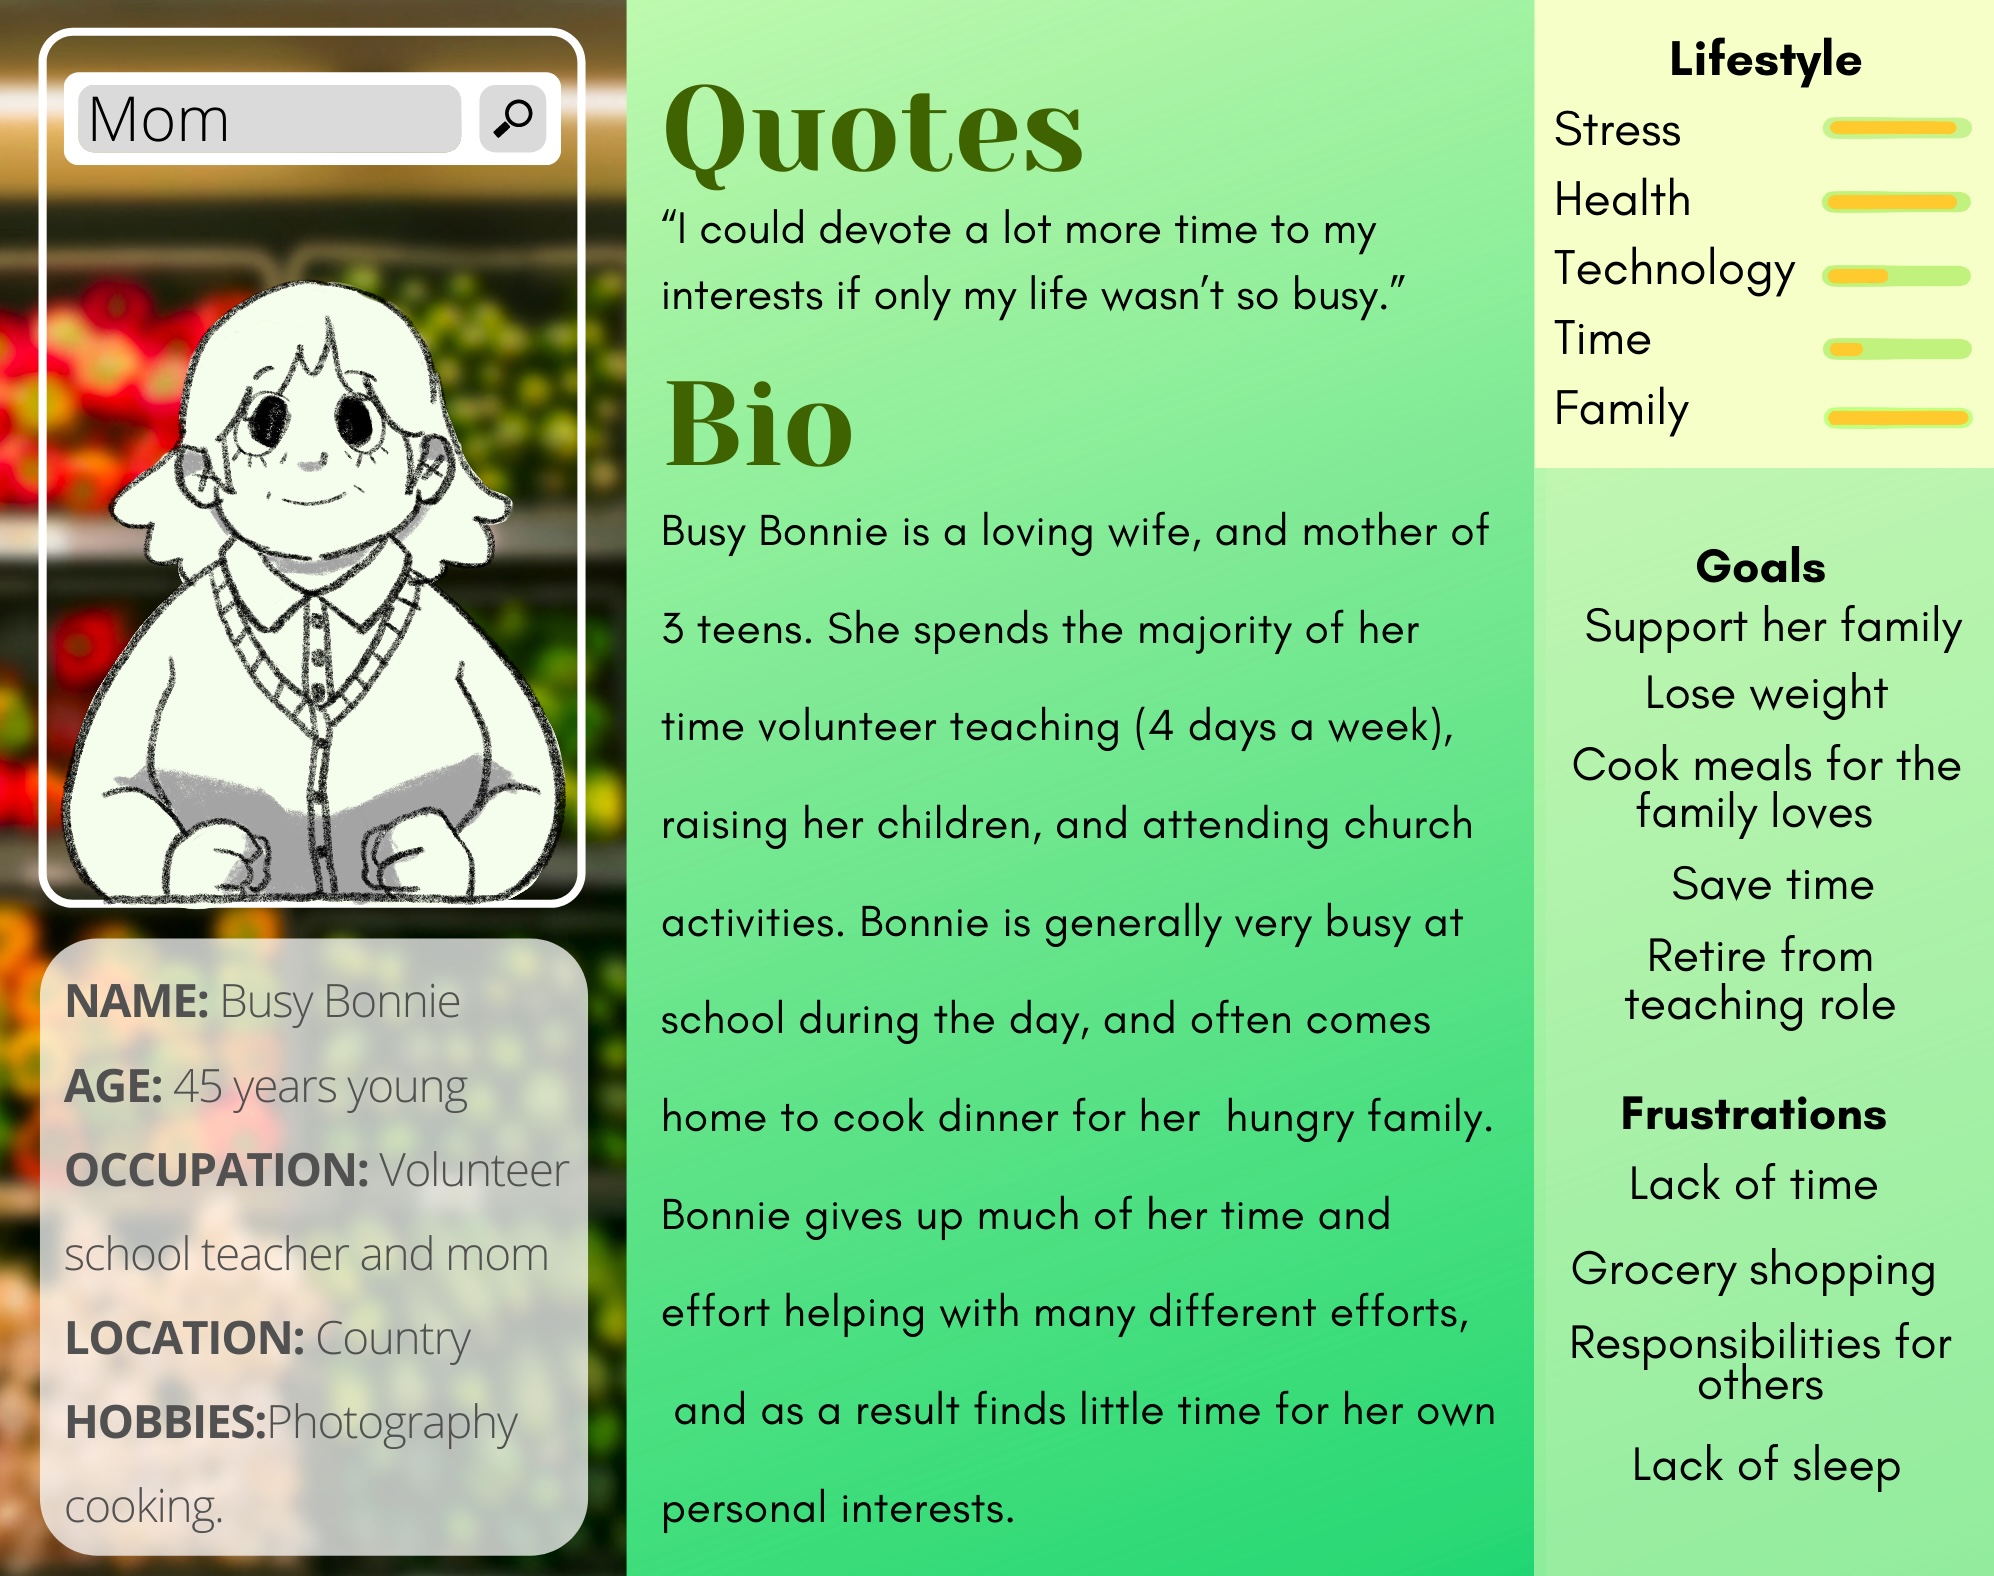 Mom
NAME: Busy Bonnie
AGE: 45 years young
OCCUPATION: Volunteer
school teacher and mom
LOCATION: Country
HOBBIES:Photography
cooking.
Quotes
“I could devote a lot more time to my
interests if only my life wasn’t so busy.”
Bio
Busy Bonnie is a loving wife, and mother of
3 teens. She spends the majority of her
time volunteer teaching (4 days a week),
raising her children, and attending church
activities. Bonnie is generally very busy at
school during the day, and often comes
home to cook dinner for her  hungry family.
Bonnie gives up much of her time and
effort helping with many different efforts,
and as a result finds little time for her own
personal interests.
Lifestyle
Stress
Health
Technology
Time
Family
Goals
Support her family
Lose weight
Cook meals for the
family loves
Save time
Retire from
teaching role
Frustrations
Lack of time
Grocery shopping
Responsibilities for
others
Lack of sleep